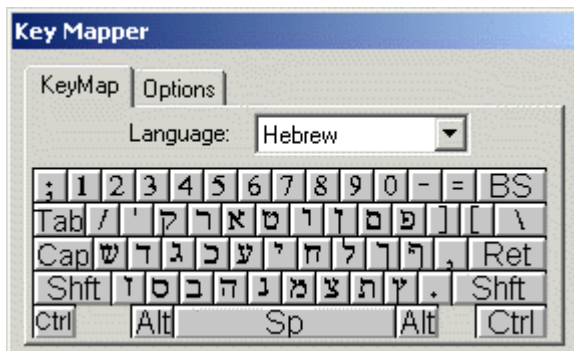 Key Mapper
KeyMap Options
Language: Hebrew
; 1 2 3 4 5 6 7 8 9 0 - = BS
Tab / ' ק ר א ט ו ן ם פ ] [ \
Cap ש ד ג כ ע י ח ל ך ף , Ret
Shft ז ס ב ה נ מ צ ת ץ . Shft
Ctrl Alt Sp Alt Ctrl